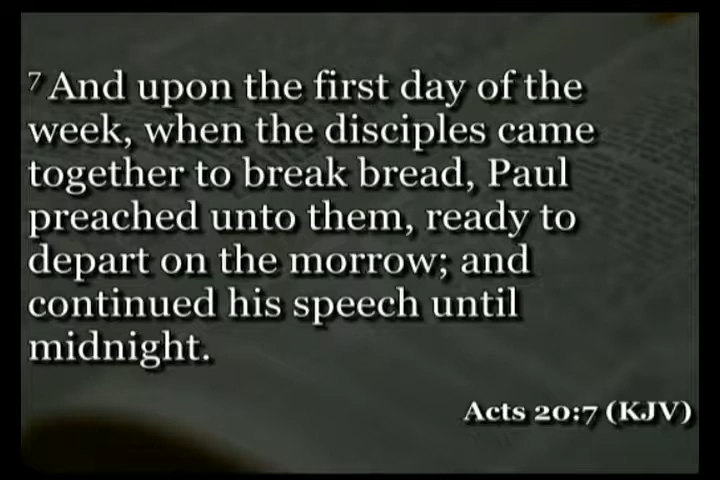 7 And upon the first day of the
week, when the disciples came
together to break bread, Paul
preached unto them, ready to
depart on the morrow; and
continued his speech until
midnight.
Acts 20:7 (KJV)